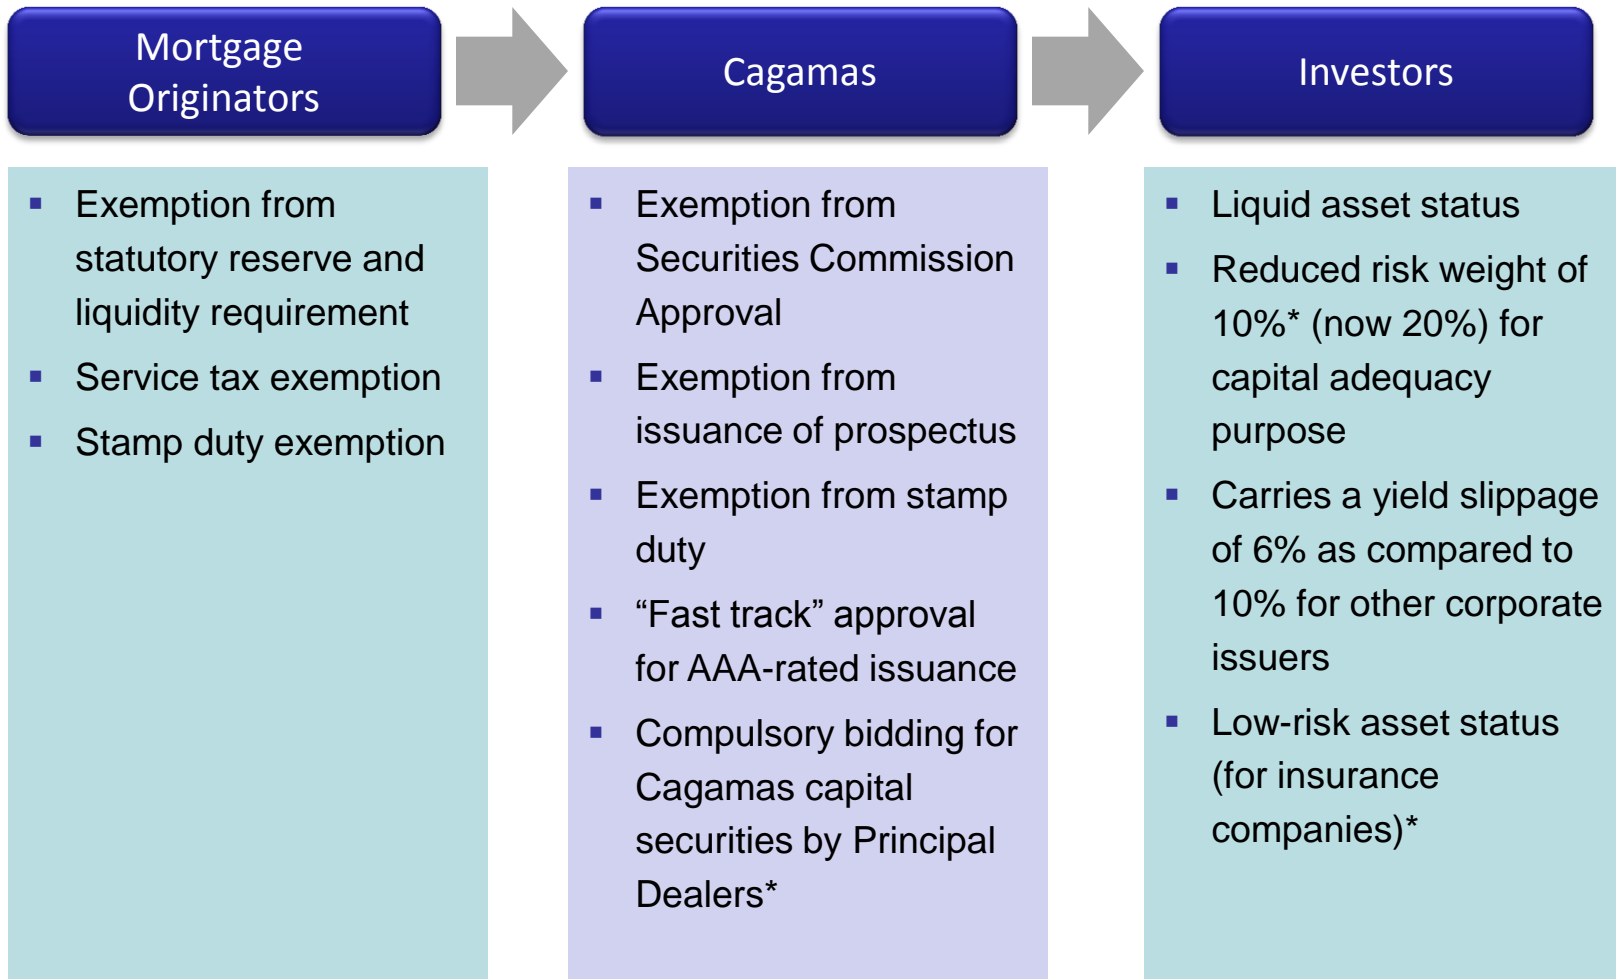 Mortgage
Originators
Cagamas
Investors
▪ Exemption from
statutory reserve and
liquidity requirement
▪ Service tax exemption
▪ Stamp duty exemption
▪ Exemption from
Securities Commission
Approval
▪ Exemption from
issuance of prospectus
▪ Exemption from stamp
duty
▪ “Fast track” approval
for AAA-rated issuance
▪ Compulsory bidding for
Cagamas capital
securities by Principal
Dealers*
▪ Liquid asset status
▪ Reduced risk weight of
10%* (now 20%) for
capital adequacy
purpose
▪ Carries a yield slippage
of 6% as compared to
10% for other corporate
issuers
▪ Low-risk asset status
(for insurance
companies)*